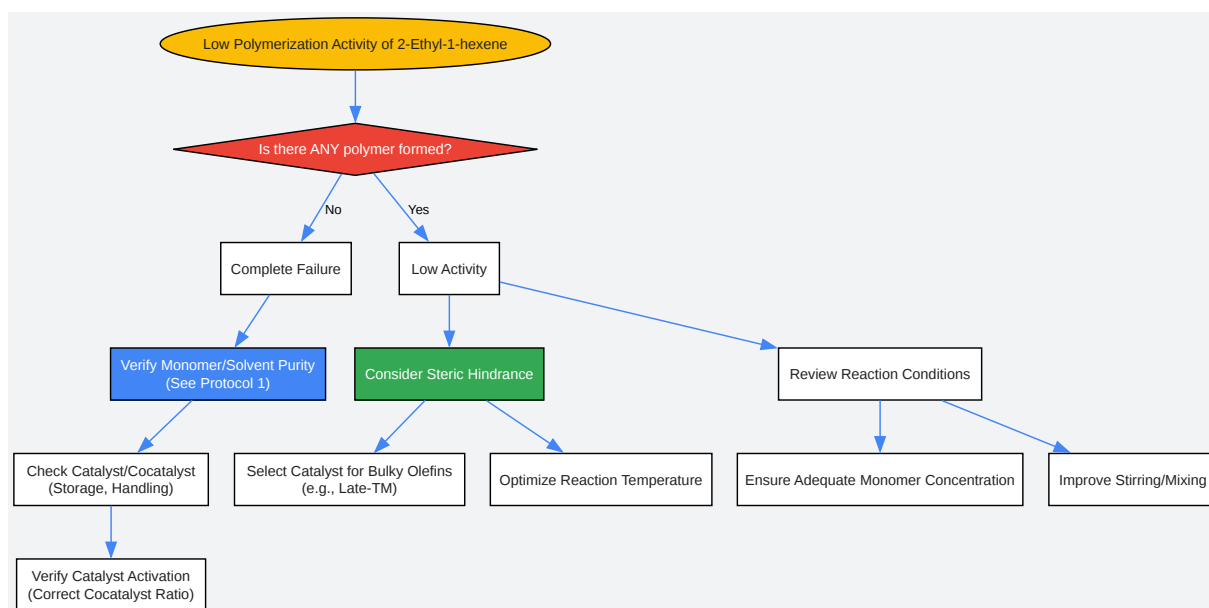 Low Polymerization Activity of 2-Ethyl-1-hexene
Is there ANY polymer formed?
No
Yes
Complete Failure
Low Activity
Verify Monomer/Solvent Purity
(See Protocol 1)
Consider Steric Hindrance
Review Reaction Conditions
Check Catalyst/Cocatalyst
(Storage, Handling)
Select Catalyst for Bulky Olefins
(e.g., Late-TM)
Optimize Reaction Temperature
Ensure Adequate Monomer Concentration
Improve Stirring/Mixing
Verify Catalyst Activation
(Correct Cocatalyst Ratio)